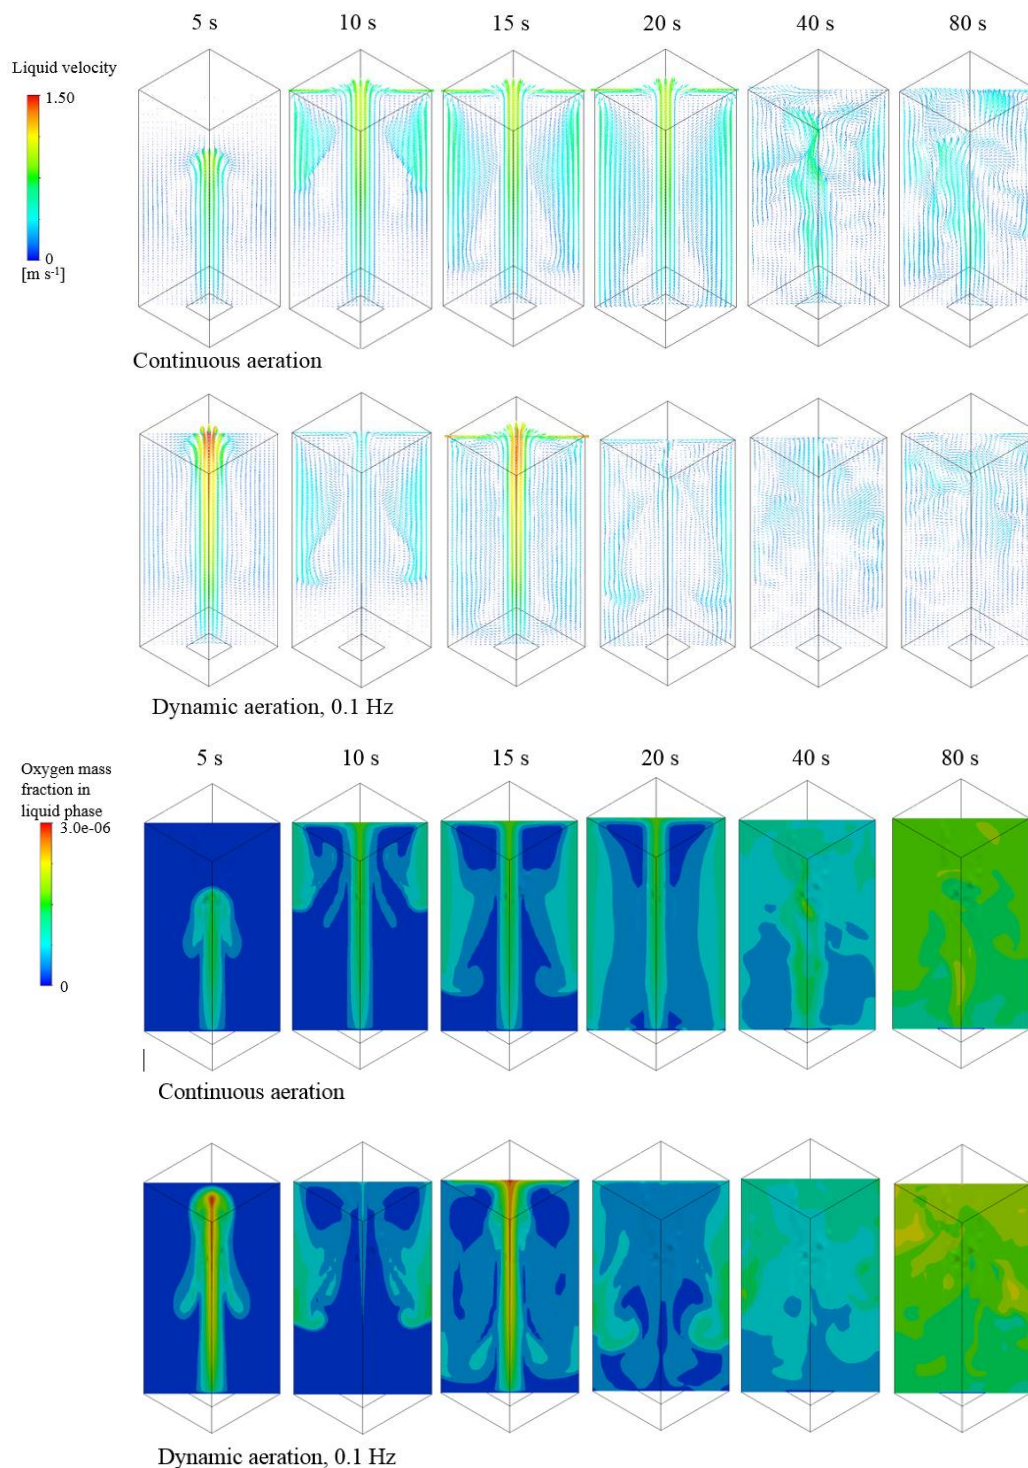 5 s 10 s 15 s 20 s 40 s 80 s
Liquid velocity
1.50
0
[m s⁻¹]
Continuous aeration
Dynamic aeration, 0.1 Hz
5 s 10 s 15 s 20 s 40 s 80 s
Oxygen mass
fraction in
liquid phase
3.0e-06
0
Continuous aeration
Dynamic aeration, 0.1 Hz